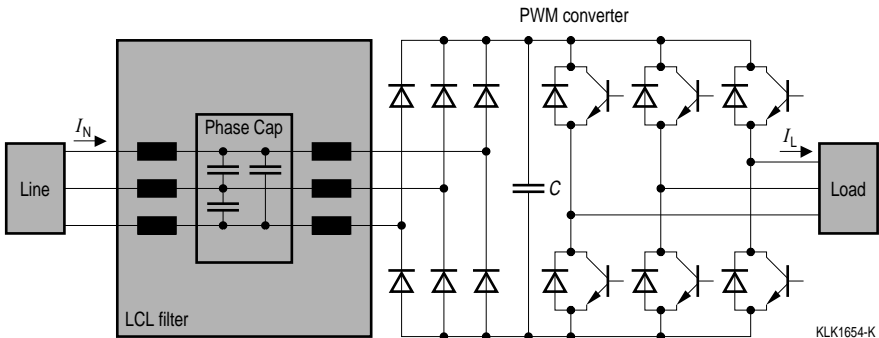 PWM converter
I_N
Phase Cap
I_L
Line
C
Load
LCL filter
KLK1654-K